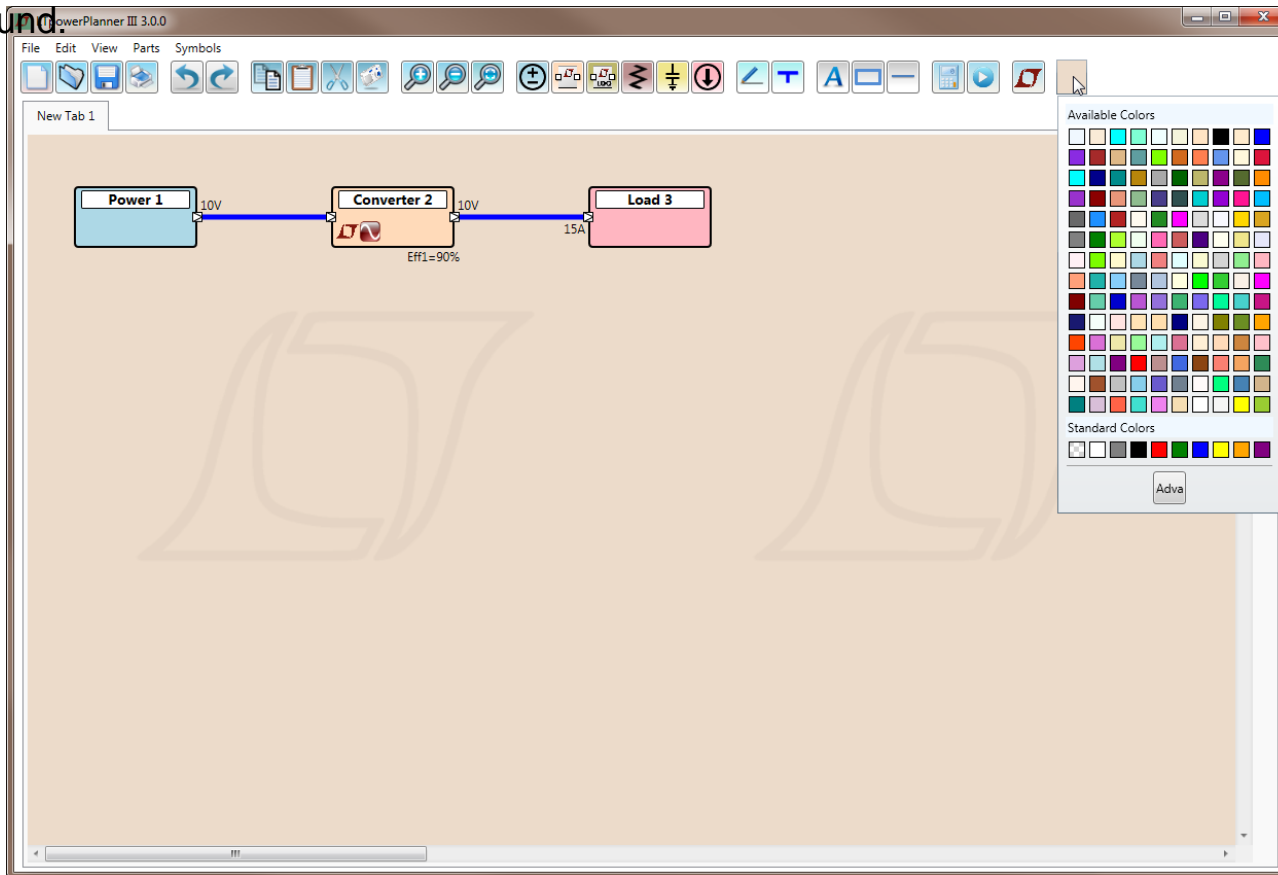 und.
LTpowerPlanner III 3.0.0
File Edit View Parts Symbols
A
New Tab 1
Available Colors
Power 1 10V Converter 2 10V Load 3
15A
Eff1=90%
Standard Colors
Adva